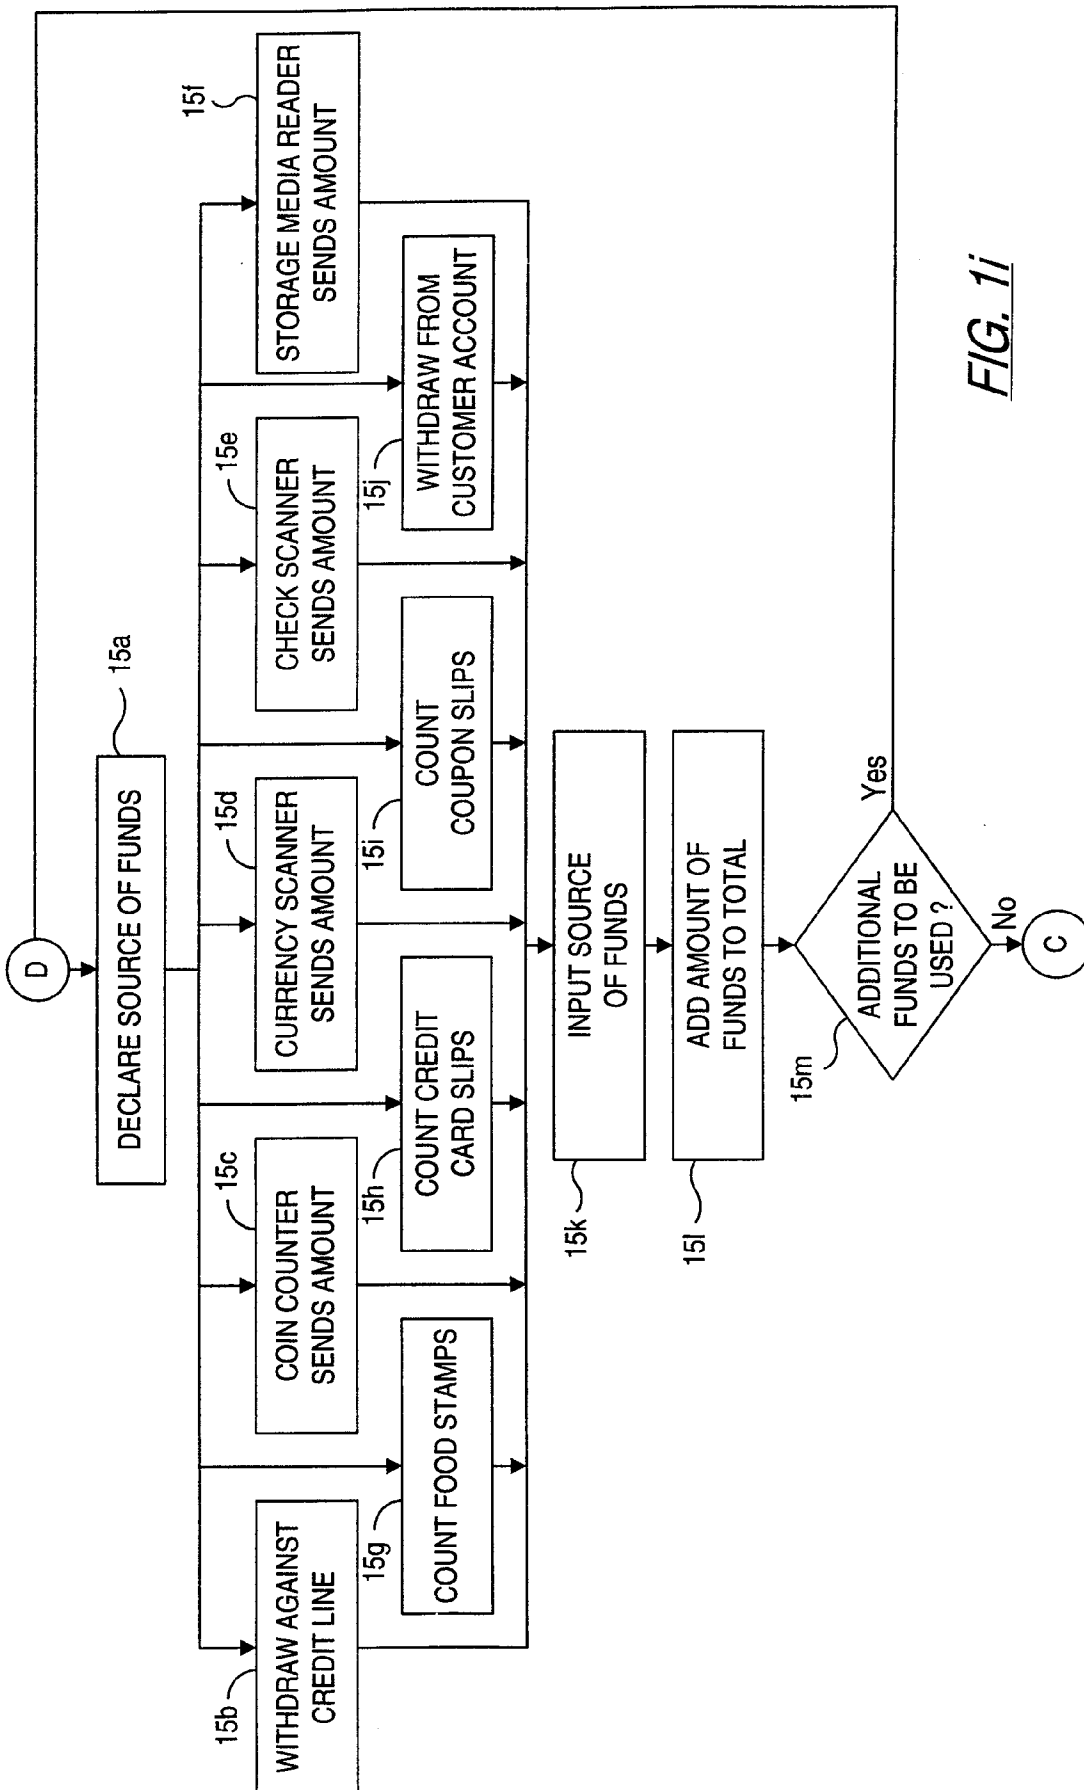 D
15a
DECLARE SOURCE OF FUNDS
15b
WITHDRAW AGAINST
CREDIT LINE
15c
COIN COUNTER
SENDS AMOUNT
15d
CURRENCY SCANNER
SENDS AMOUNT
15e
CHECK SCANNER
SENDS AMOUNT
15f
STORAGE MEDIA READER
SENDS AMOUNT
15g
COUNT FOOD STAMPS
15h
COUNT CREDIT
CARD SLIPS
15i
COUNT
COUPON SLIPS
15j
WITHDRAW FROM
CUSTOMER ACCOUNT
15k
INPUT SOURCE
OF FUNDS
15l
ADD AMOUNT OF
FUNDS TO TOTAL
15m
ADDITIONAL
FUNDS TO BE
USED ?
Yes
No
C
FIG. 1i